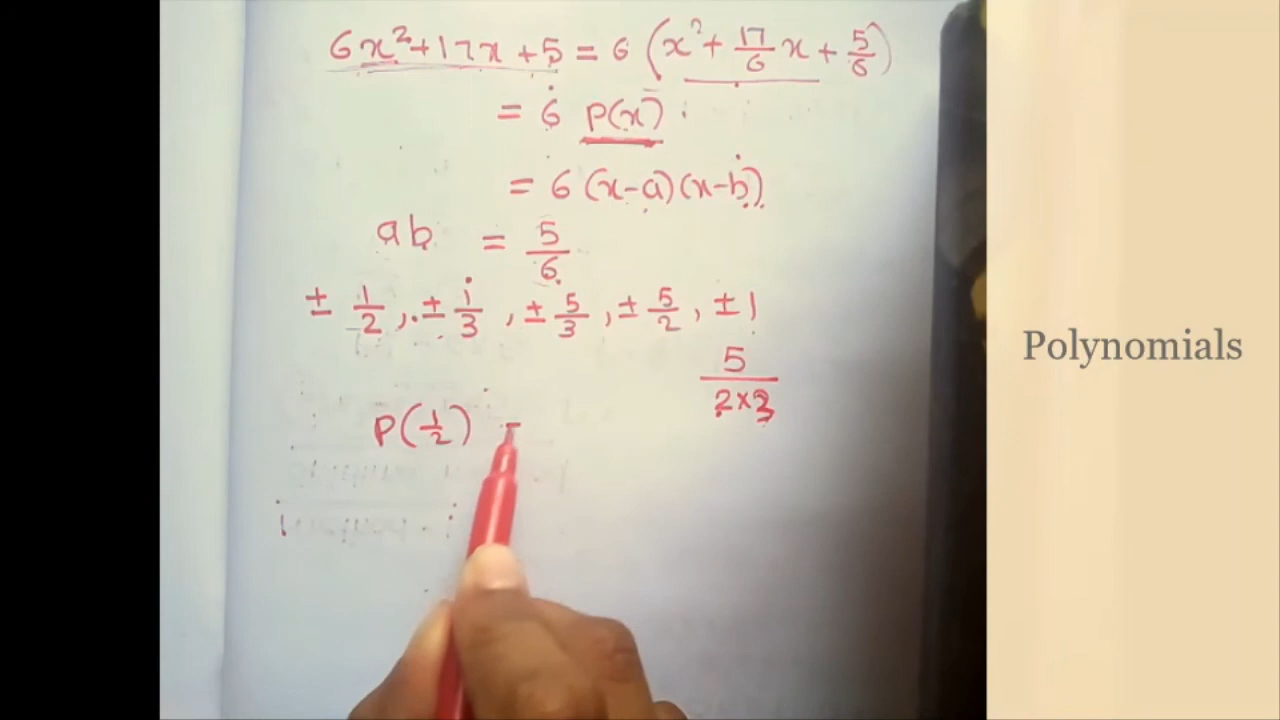 6x²+17x+5 = 6 (x²+ 17/6 x + 5/6)
= 6 P(x)
= 6 (x-a)(x-b)
ab = 5/6
± 1/2, ± 1/3, ± 5/3, ± 5/2, ± 1
5/(2×3)
P(1/2)
Polynomials